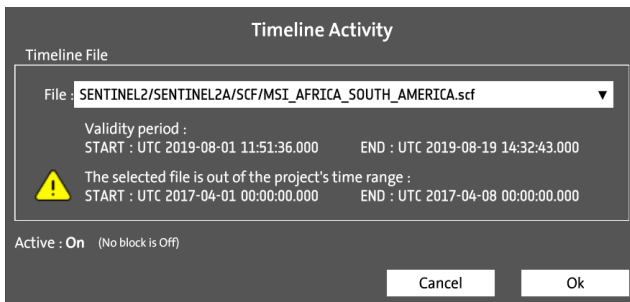 Timeline Activity
Timeline File
File : SENTINEL2/SENTINEL2A/SCF/MSI_AFRICA_SOUTH_AMERICA.scf
Validity period :
START : UTC 2019-08-01 11:51:36.000 END : UTC 2019-08-19 14:32:43.000
The selected file is out of the project's time range :
START : UTC 2017-04-01 00:00:00.000 END : UTC 2017-04-08 00:00:00.000
Active : On (No block is Off)
Cancel Ok